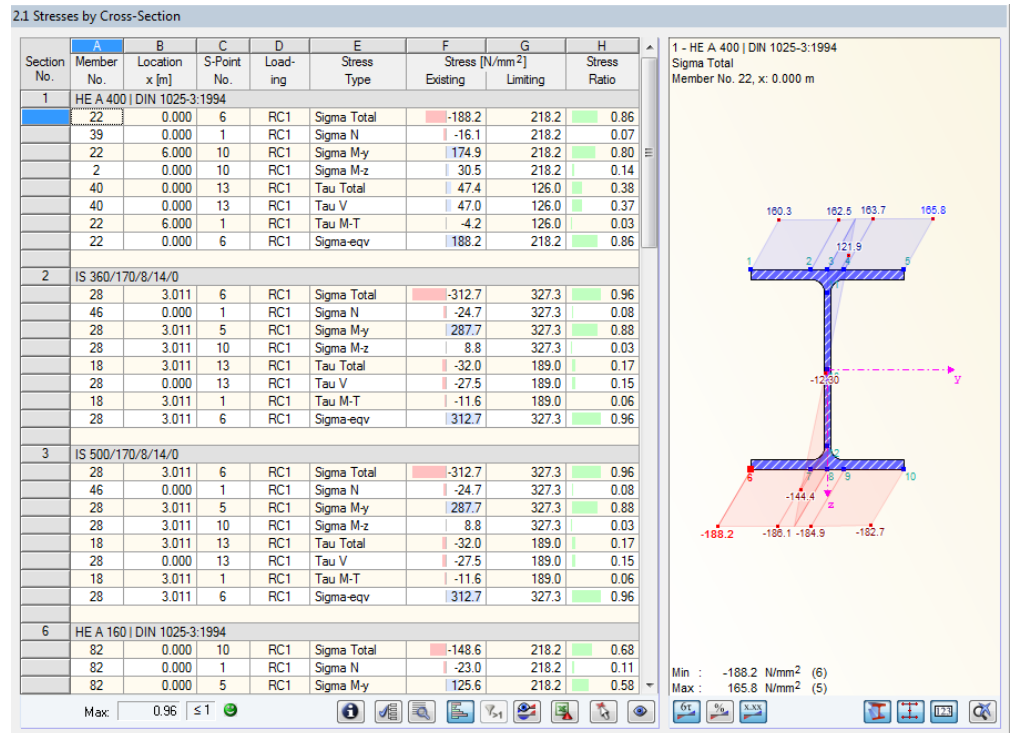 2.1 Stresses by Cross-Section
A B C D E F G H
Section Member Location S-Point Load- Stress Stress [N/mm²] Stress
No. No. x [m] No. ing Type Existing Limiting Ratio
1 HE A 400 | DIN 1025-3:1994
22 0.000 6 RC1 Sigma Total -188.2 218.2 0.86
39 0.000 1 RC1 Sigma N -16.1 218.2 0.07
22 6.000 10 RC1 Sigma M-y 174.9 218.2 0.80
2 0.000 10 RC1 Sigma M-z 30.5 218.2 0.14
40 0.000 13 RC1 Tau Total 47.4 126.0 0.38
40 0.000 13 RC1 Tau V 47.0 126.0 0.37
22 6.000 1 RC1 Tau M-T -4.2 126.0 0.03
22 0.000 6 RC1 Sigma-eqv 188.2 218.2 0.86
2 IS 360/170/8/14/0
28 3.011 6 RC1 Sigma Total -312.7 327.3 0.96
46 0.000 1 RC1 Sigma N -24.7 327.3 0.08
28 3.011 5 RC1 Sigma M-y 287.7 327.3 0.88
28 3.011 10 RC1 Sigma M-z 8.8 327.3 0.03
18 3.011 13 RC1 Tau Total -32.0 189.0 0.17
28 0.000 13 RC1 Tau V -27.5 189.0 0.15
18 3.011 1 RC1 Tau M-T -11.6 189.0 0.06
28 3.011 6 RC1 Sigma-eqv 312.7 327.3 0.96
3 IS 500/170/8/14/0
28 3.011 6 RC1 Sigma Total -312.7 327.3 0.96
46 0.000 1 RC1 Sigma N -24.7 327.3 0.08
28 3.011 5 RC1 Sigma M-y 287.7 327.3 0.88
28 3.011 10 RC1 Sigma M-z 8.8 327.3 0.03
18 3.011 13 RC1 Tau Total -32.0 189.0 0.17
28 0.000 13 RC1 Tau V -27.5 189.0 0.15
18 3.011 1 RC1 Tau M-T -11.6 189.0 0.06
28 3.011 6 RC1 Sigma-eqv 312.7 327.3 0.96
6 HE A 160 | DIN 1025-3:1994
82 0.000 10 RC1 Sigma Total -148.6 218.2 0.68
82 0.000 1 RC1 Sigma N -23.0 218.2 0.11
82 0.000 5 RC1 Sigma M-y 125.6 218.2 0.58
Max: 0.96 ≤ 1
1 - HE A 400 | DIN 1025-3:1994
Sigma Total
Member No. 22, x: 0.000 m
160.3 162.5 163.7 165.8
121.9
1 2 3 4 5
y
6 7 8 9 10
-144.4
z
-188.2 -186.1 -184.9 -182.7
Min : -188.2 N/mm² (6)
Max : 165.8 N/mm² (5)
στ % x.xx 123